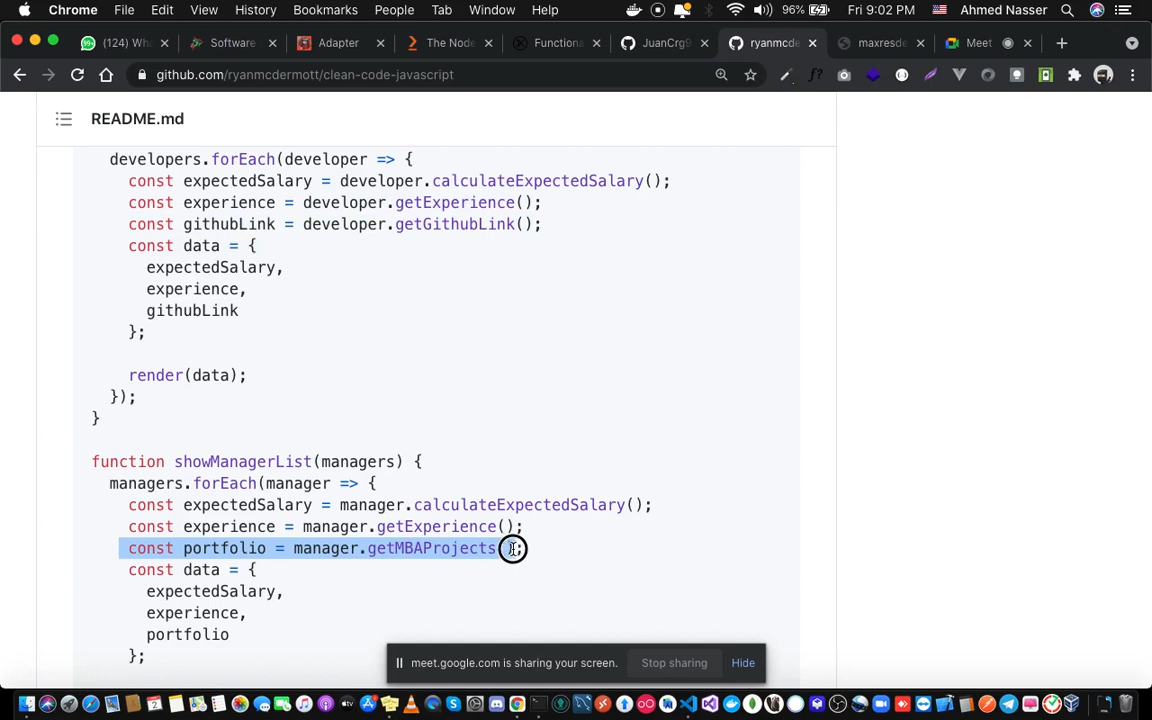 Chrome File Edit View History Bookmarks People Tab Window Help 96% Fri 9:02 PM Ahmed Nasser
(124) Wha Software Adapter The Node Functiona JuanCrg9 ryanmcde maxresde Meet
github.com/ryanmcdermott/clean-code-javascript
README.md
developers.forEach(developer => {
const expectedSalary = developer.calculateExpectedSalary();
const experience = developer.getExperience();
const githubLink = developer.getGithubLink();
const data = {
expectedSalary,
experience,
githubLink
};
render(data);
});
}
function showManagerList(managers) {
managers.forEach(manager => {
const expectedSalary = manager.calculateExpectedSalary();
const experience = manager.getExperience();
const portfolio = manager.getMBAProjects();
const data = {
expectedSalary,
experience,
portfolio
};
meet.google.com is sharing your screen. Stop sharing Hide